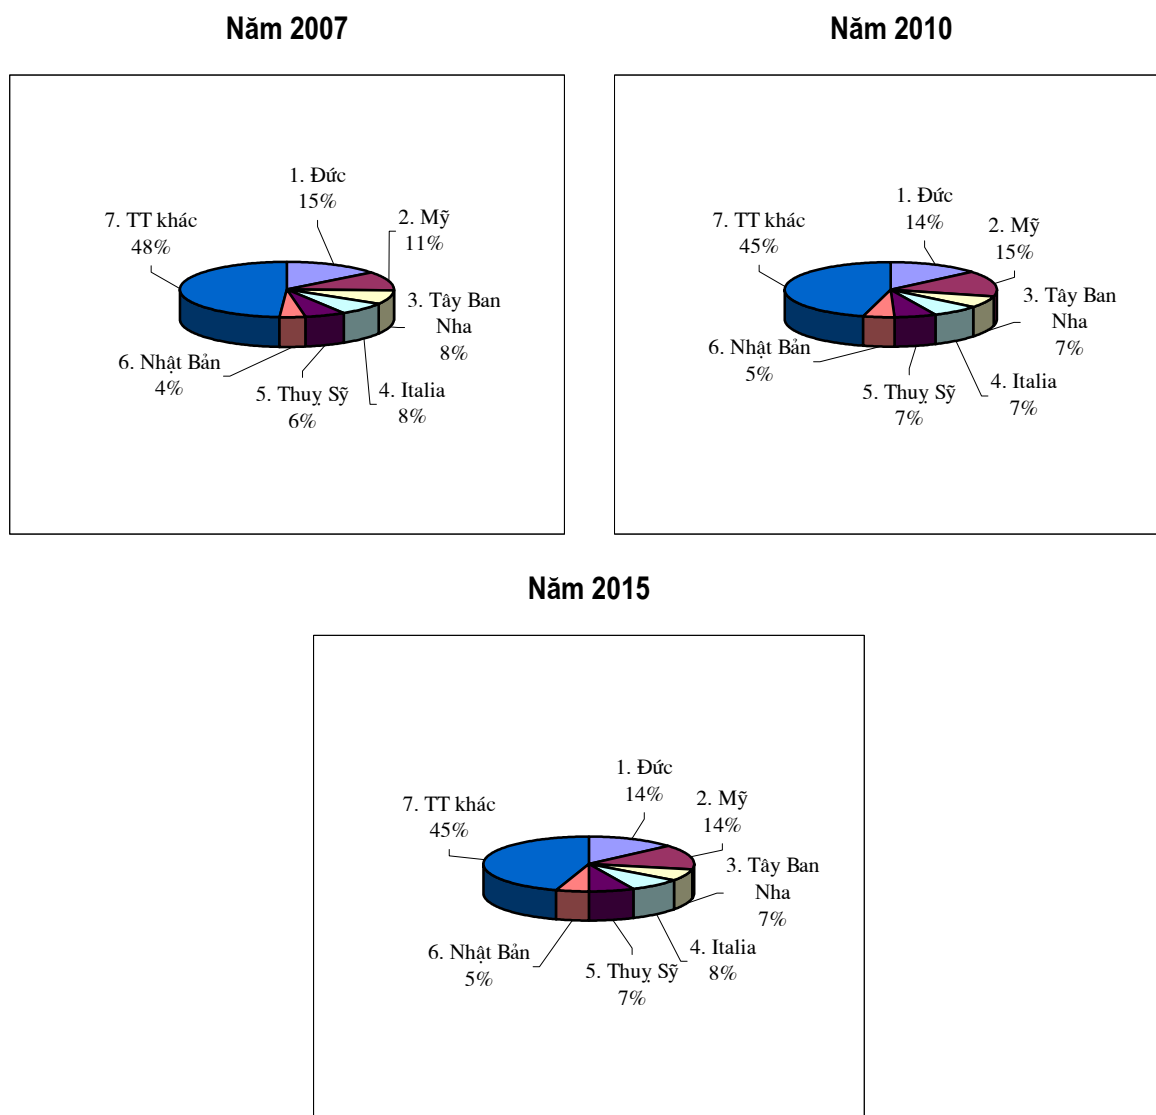 Năm 2007
1. Đức
15%
2. Mỹ
11%
3. Tây Ban
Nha
8%
4. Italia
8%
5. Thuỵ Sỹ
6%
6. Nhật Bản
4%
7. TT khác
48%
Năm 2010
1. Đức
14%
2. Mỹ
15%
3. Tây Ban
Nha
7%
4. Italia
7%
5. Thuỵ Sỹ
7%
6. Nhật Bản
5%
7. TT khác
45%
Năm 2015
1. Đức
14%
2. Mỹ
14%
3. Tây Ban
Nha
7%
4. Italia
8%
5. Thuỵ Sỹ
7%
6. Nhật Bản
5%
7. TT khác
45%